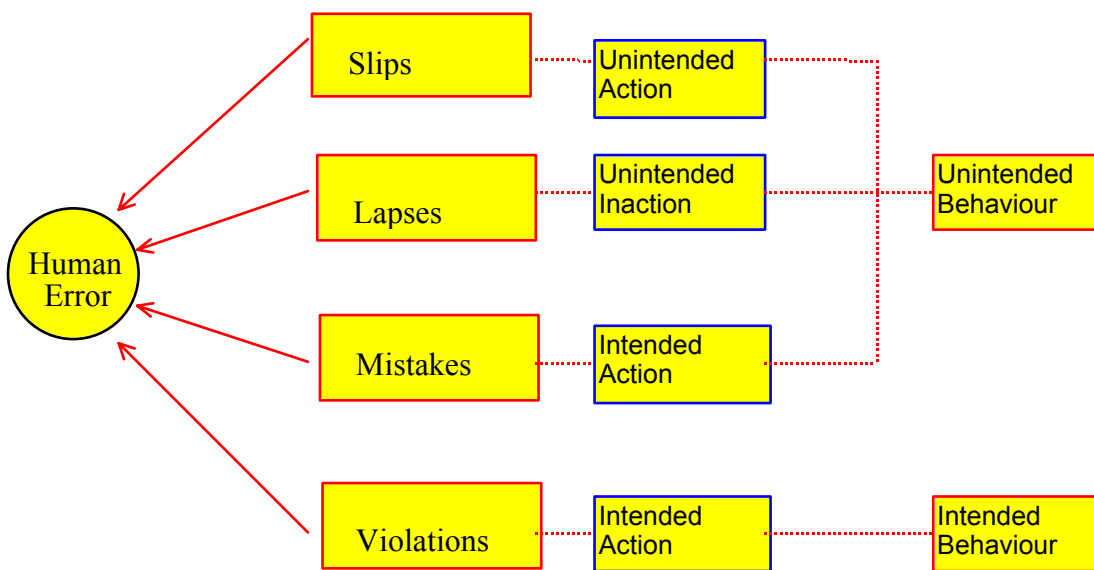 Slips
Unintended
Action
Lapses
Unintended
Inaction
Unintended
Behaviour
Human
Error
Mistakes
Intended
Action
Violations
Intended
Action
Intended
Behaviour